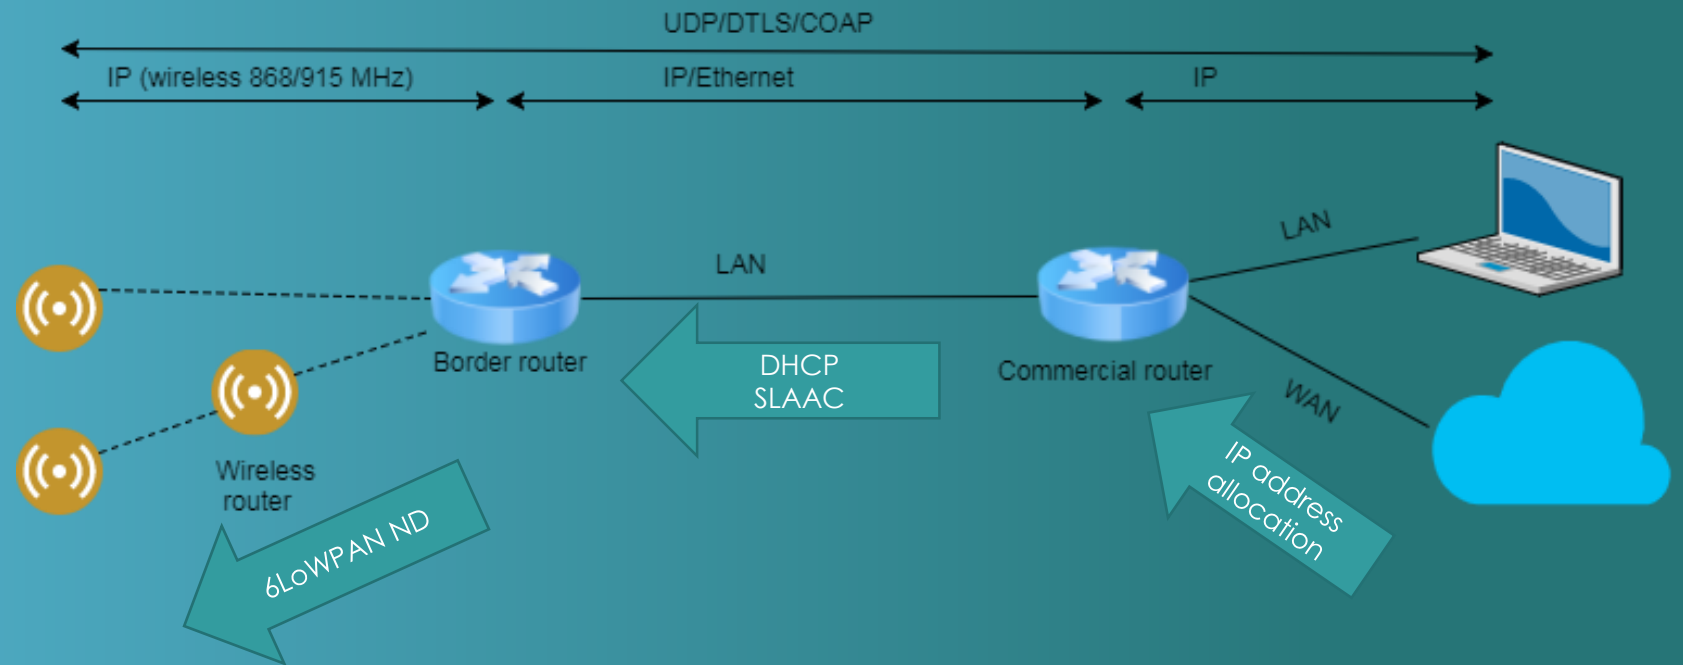 UDP/DTLS/COAP
IP (wireless 868/915 MHz)
IP/Ethernet
IP
LAN
LAN
Border router
DHCP
SLAAC
Commercial router
WAN
Wireless
router
IP address
allocation
6LoWPAN ND